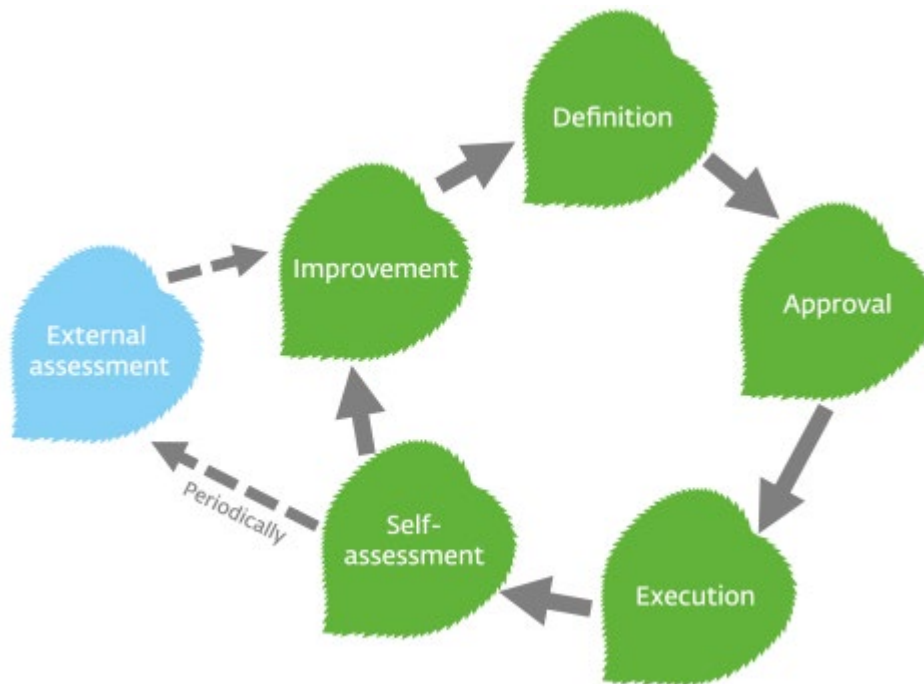 Definition
Improvement
Approval
External
assessment
Periodically
Self-
assessment
Execution